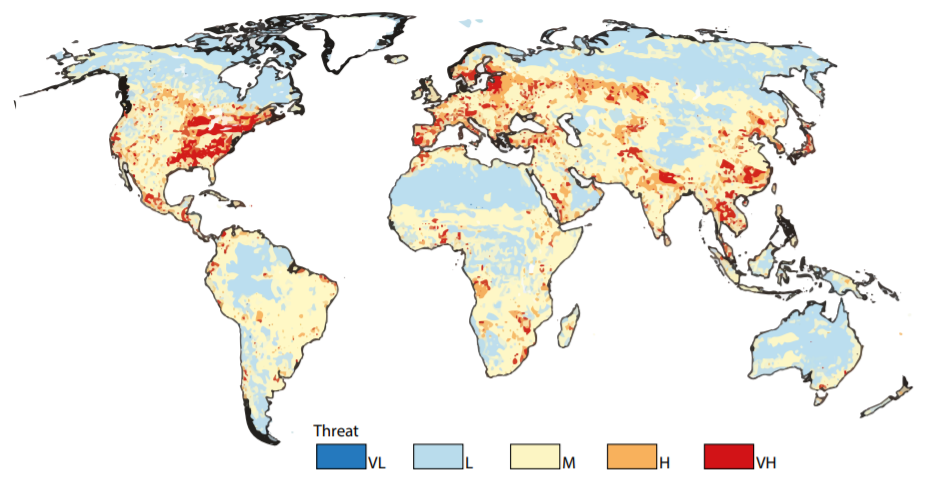 Threat
VL L M H VH